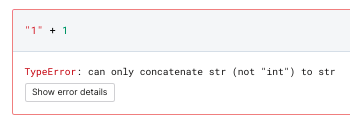 "1" + 1
TypeError: can only concatenate str (not "int") to str
Show error details